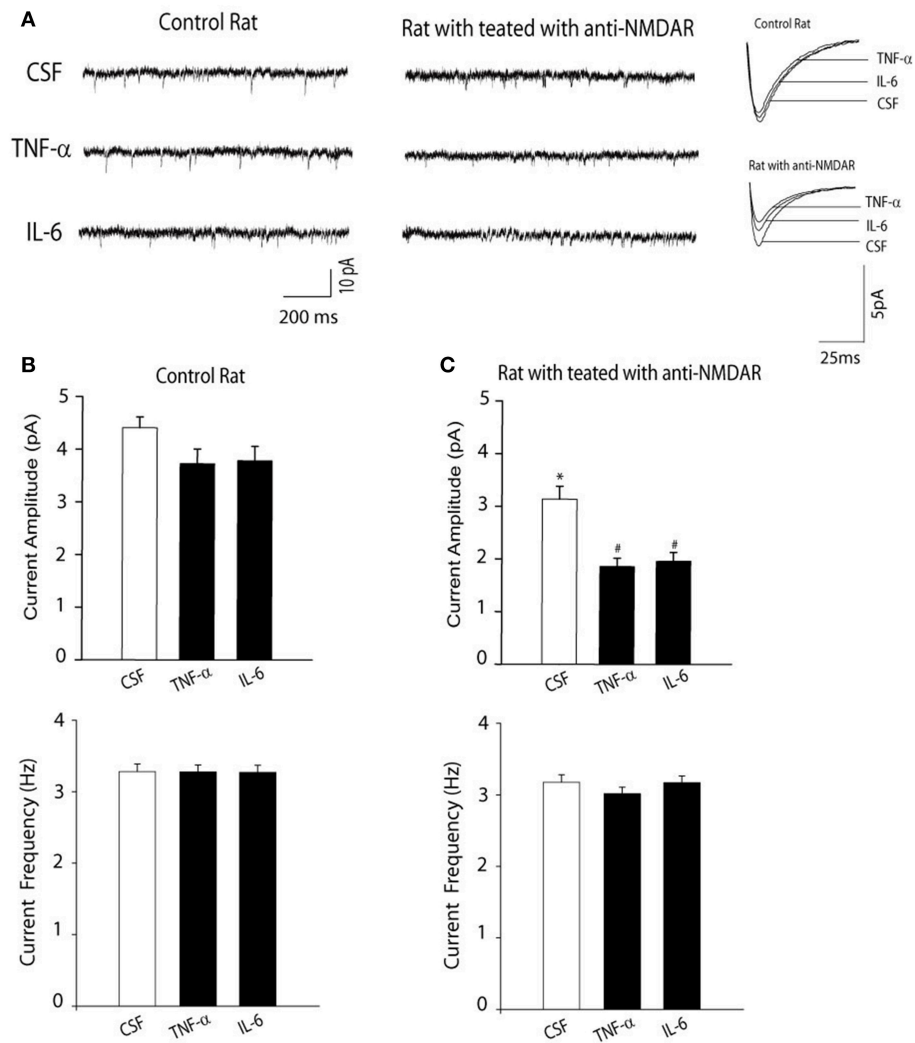 A
Control Rat
Rat with teated with anti-NMDAR
CSF
TNF-α
IL-6
10 pA
200 ms
Control Rat
TNF-α
IL-6
CSF
Rat with anti-NMDAR
TNF-α
IL-6
CSF
5pA
25ms
B
Control Rat
Current Amplitude (pA)
5
4
3
2
1
0
CSF
TNF-α
IL-6
Current Frequency (Hz)
4
3
2
1
0
CSF
TNF-α
IL-6
C
Rat with teated with anti-NMDAR
Current Amplitude (pA)
5
4
3
2
1
0
*
#
#
CSF
TNF-α
IL-6
Current Frequency (Hz)
4
3
2
1
0
CSF
TNF-α
IL-6